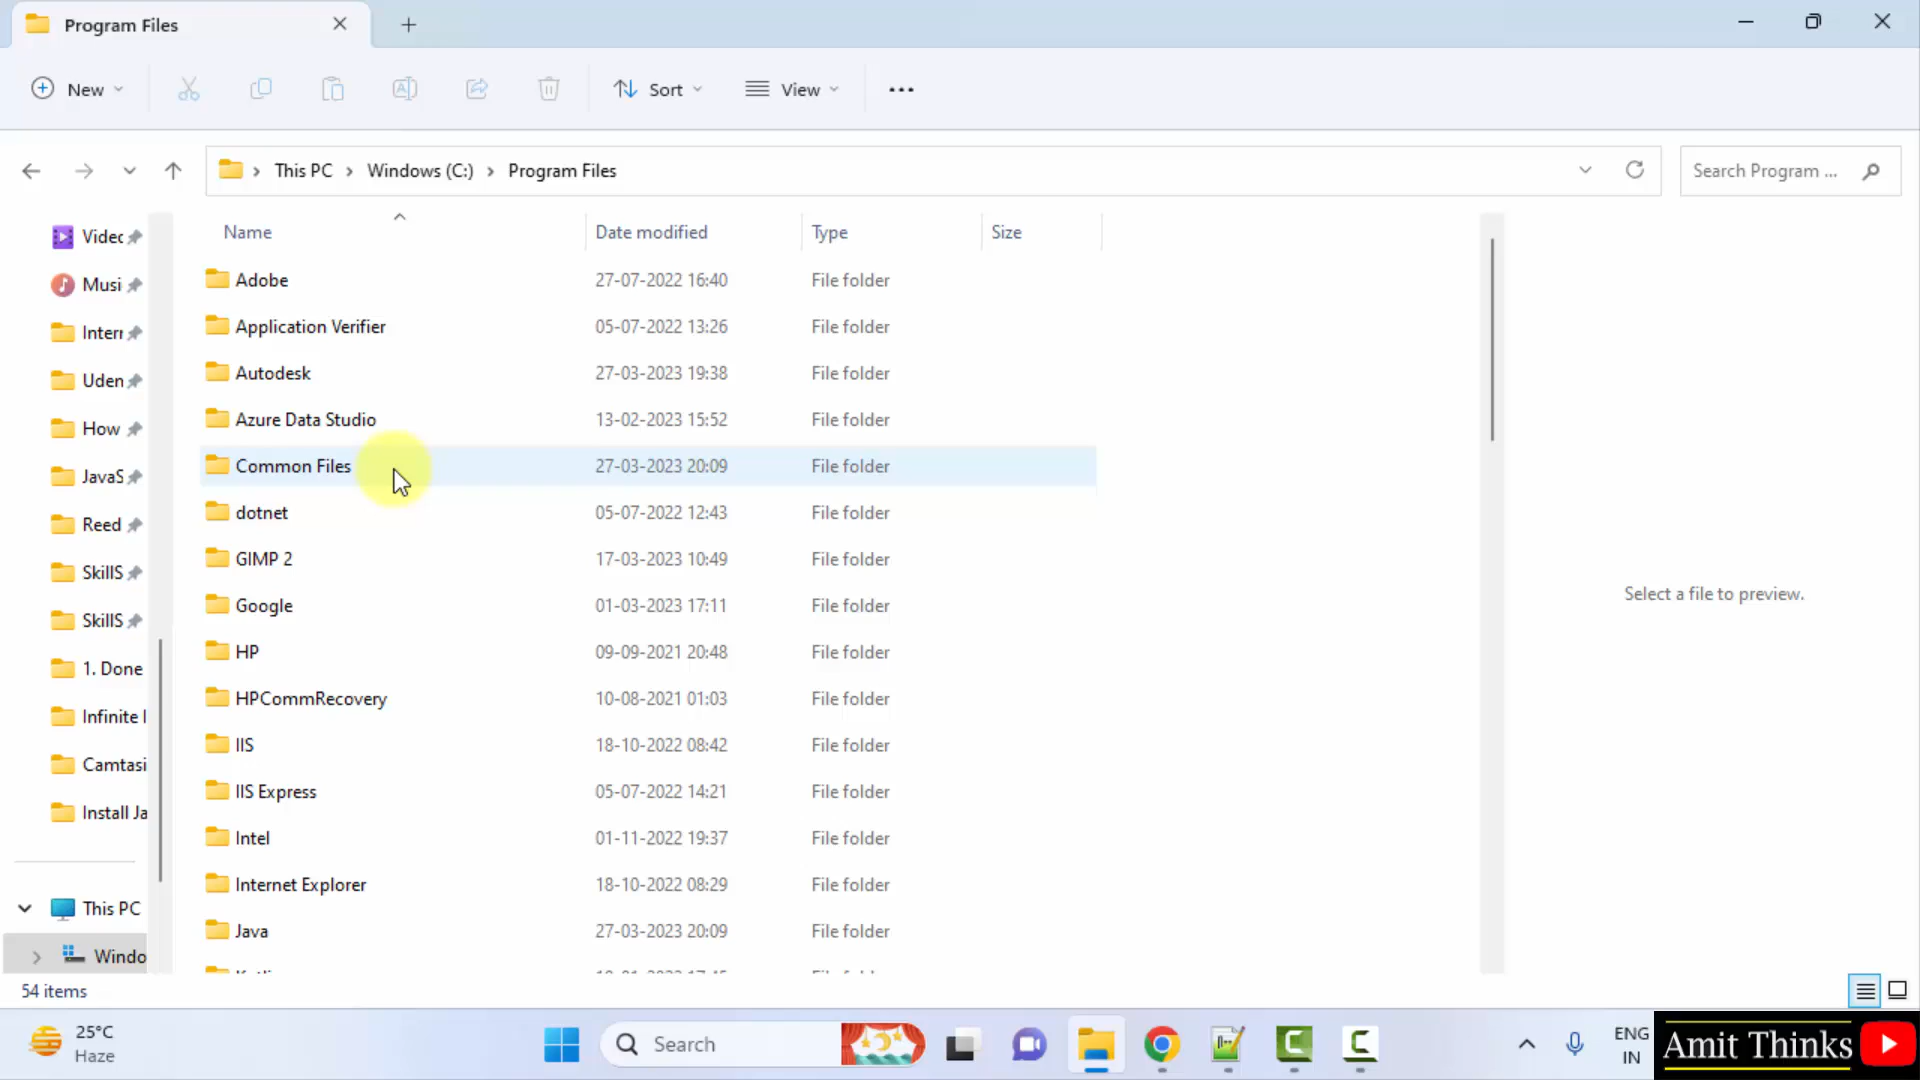 Program Files
New
Sort
View
This PC
Windows (C:)
Program Files
Search Program ...
Name
Date modified
Type
Size
Adobe 27-07-2022 16:40 File folder
Application Verifier 05-07-2022 13:26 File folder
Autodesk 27-03-2023 19:38 File folder
Azure Data Studio 13-02-2023 15:52 File folder
Common Files 27-03-2023 20:09 File folder
dotnet 05-07-2022 12:43 File folder
GIMP 2 17-03-2023 10:49 File folder
Google 01-03-2023 17:11 File folder
HP 09-09-2021 20:48 File folder
HPCommRecovery 10-08-2021 01:03 File folder
IIS 18-10-2022 08:42 File folder
IIS Express 05-07-2022 14:21 File folder
Intel 01-11-2022 19:37 File folder
Internet Explorer 18-10-2022 08:29 File folder
Java 27-03-2023 20:09 File folder
Videc
Musi
Interr
Uden
How
JavaS
Reed
SkillS
SkillS
1. Done
Infinite I
Camtasi
Install Ja
This PC
Windo
Select a file to preview.
54 items
25°C
Haze
Search
ENG
IN
Amit Thinks